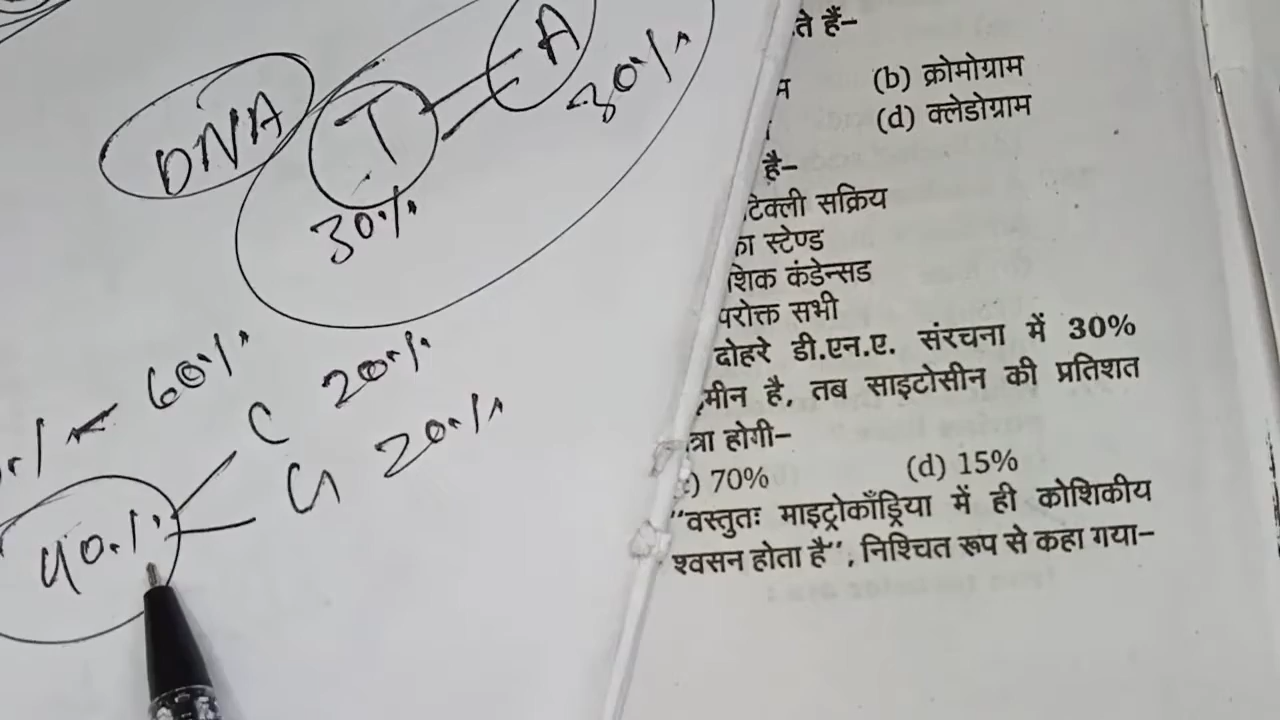 DNA
T
A
30%
30%
60%
C 20%
G 20%
40%
ते हैं-
(b) क्रोमोग्राम
(d) क्लेडोग्राम
है-
टिक्ली सक्रिय
का स्टेण्ड
शिक कंडेन्सड
परोक्त सभी
दोहरे डी.एन.ए. संरचना में 30%
मीन है, तब साइटोसीन की प्रतिशत
त्रा होगी-
) 70% (d) 15%
"वस्तुतः माइट्रोकाँड्रिया में ही कोशिकीय
श्वसन होता है", निश्चित रूप से कहा गया-